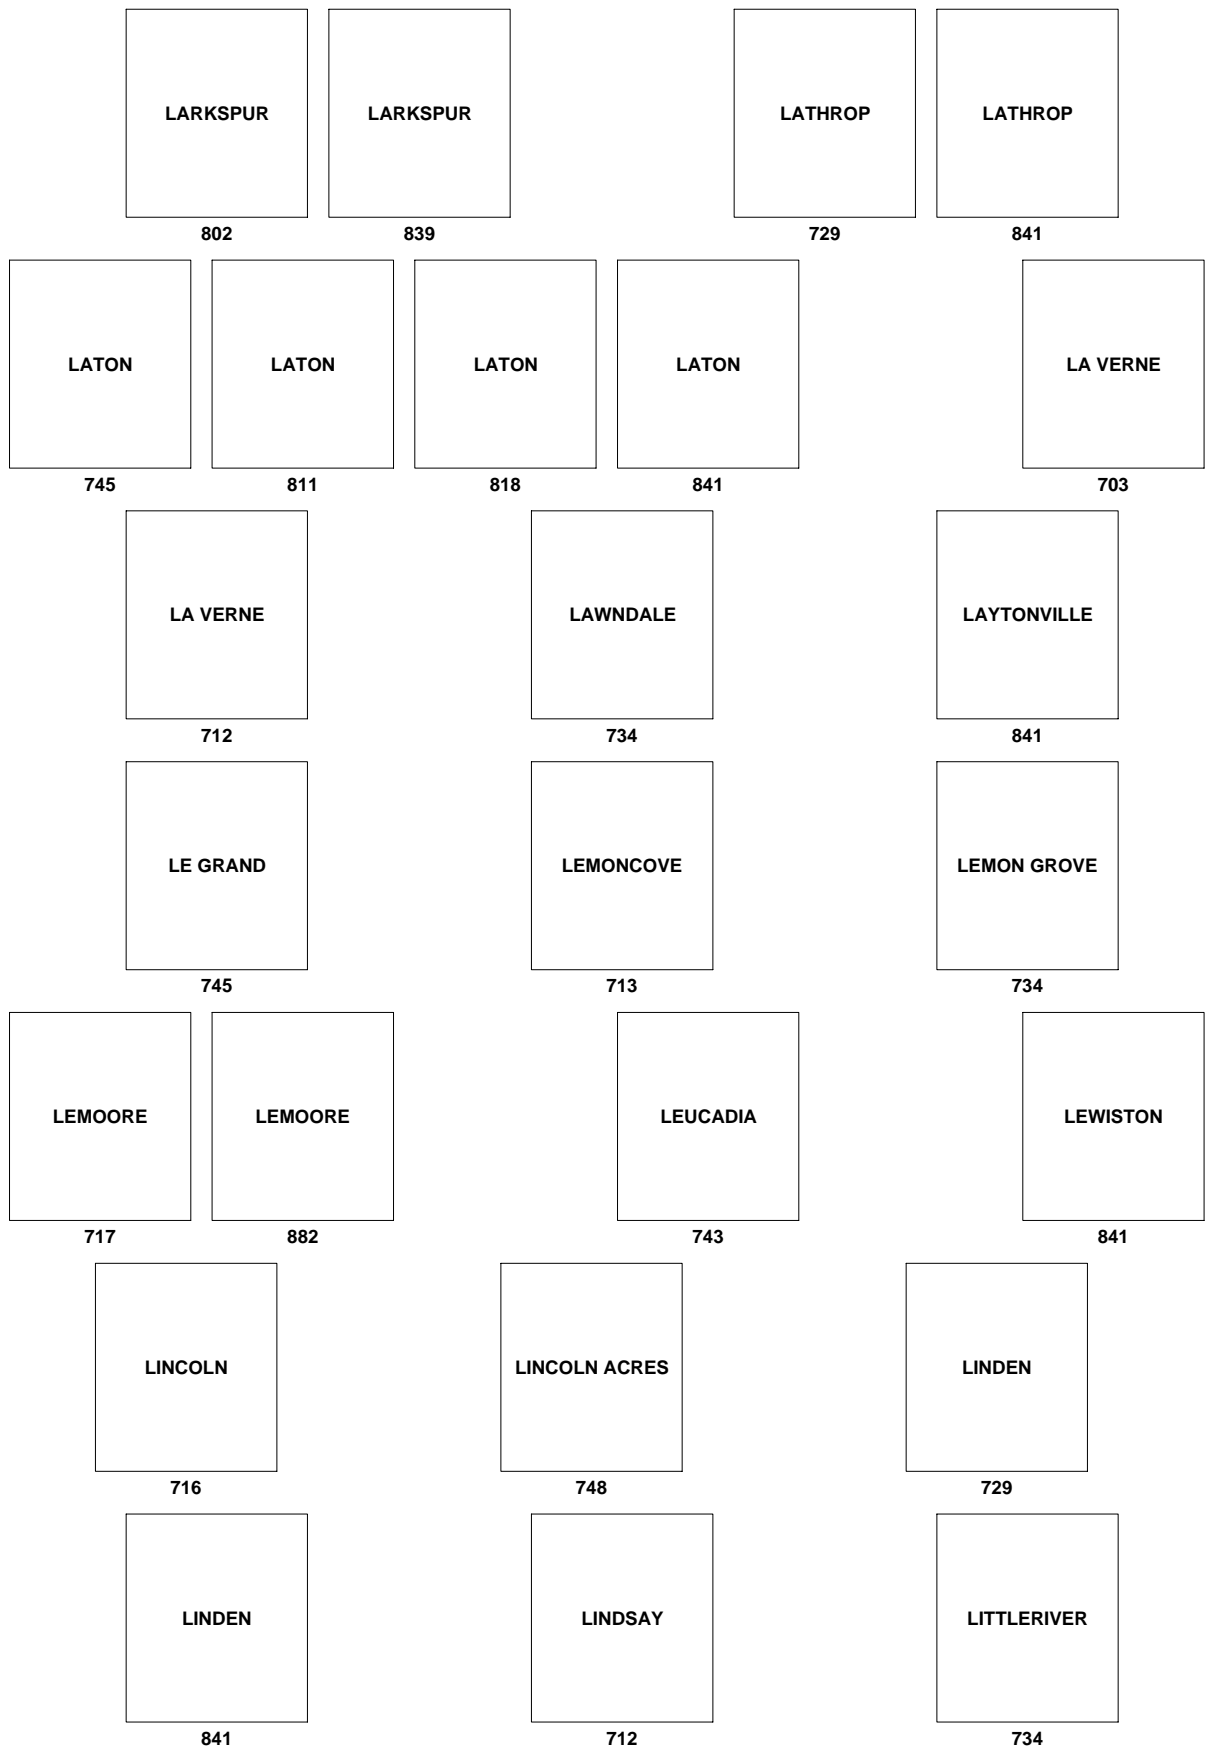 LARKSPUR LARKSPUR LATHROP LATHROP
802 839 729 841
LATON LATON LATON LATON LA VERNE
745 811 818 841 703
LA VERNE LAWNDALE LAYTONVILLE
712 734 841
LE GRAND LEMONCOVE LEMON GROVE
745 713 734
LEMOORE LEMOORE LEUCADIA LEWISTON
717 882 743 841
LINCOLN LINCOLN ACRES LINDEN
716 748 729
LINDEN LINDSAY LITTLERIVER
841 712 734